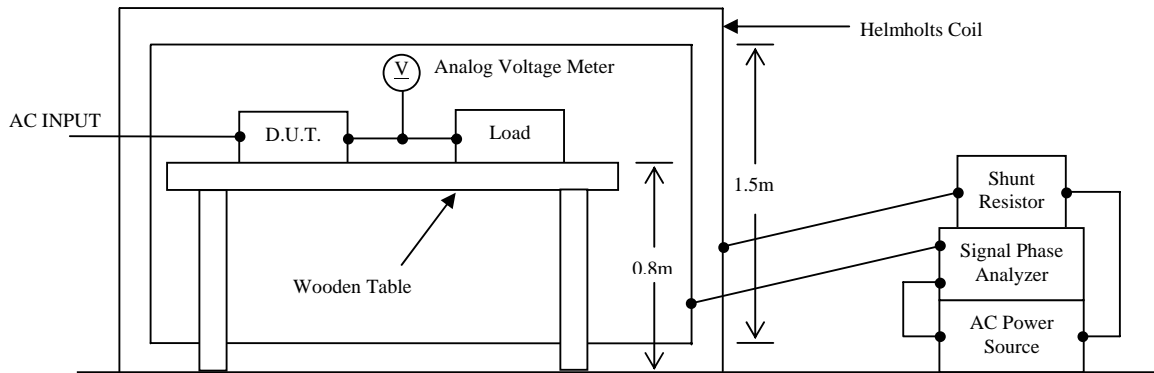 Helmholts Coil
V
Analog Voltage Meter
AC INPUT
D.U.T.
Load
1.5m
Shunt
Resistor
Signal Phase
Analyzer
0.8m
Wooden Table
AC Power
Source